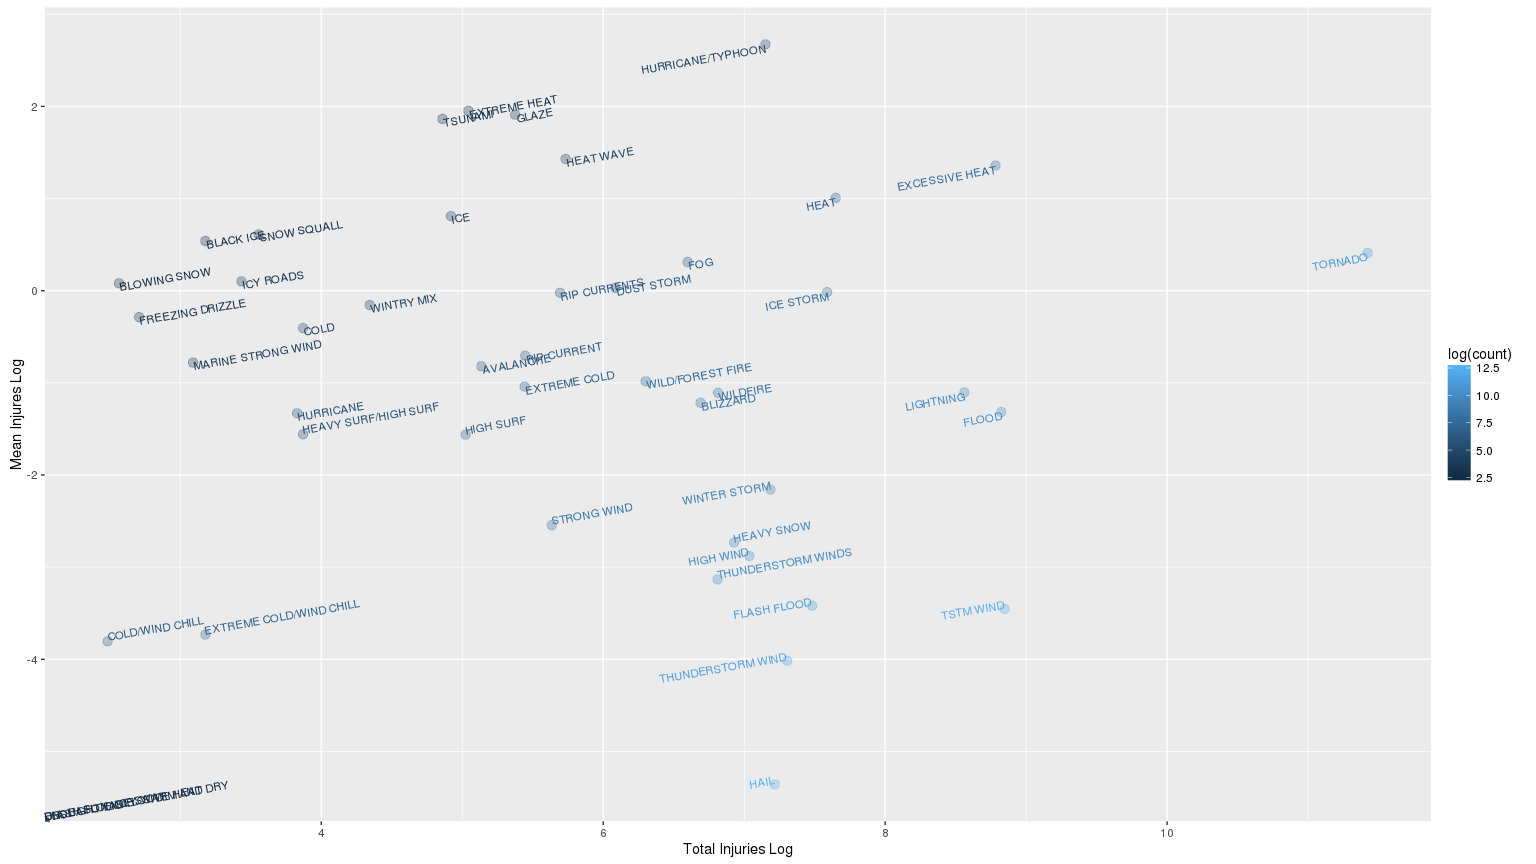 HURRICANE/TYPHOON
2
EXTREME HEAT
TSUNAMI
GLAZE
HEAT WAVE
EXCESSIVE HEAT
HEAT
ICE
BLACK ICE
SNOW SQUALL
FOG
TORNADO
BLOWING SNOW
ICY ROADS
0
RIP CURRENTS
DUST STORM
ICE STORM
WINTRY MIX
FREEZING DRIZZLE
COLD
MARINE STRONG WIND
RIP CURRENT
AVALANCHE
EXTREME COLD
WILD/FOREST FIRE
WILDFIRE
BLIZZARD
LIGHTNING
FLOOD
HURRICANE
HEAVY SURF/HIGH SURF
HIGH SURF
-2
WINTER STORM
STRONG WIND
HEAVY SNOW
HIGH WIND
THUNDERSTORM WINDS
FLASH FLOOD
TSTM WIND
COLD/WIND CHILL
EXTREME COLD/WIND CHILL
-4
THUNDERSTORM WIND
HAIL
DRY
4
6
8
10
Total Injuries Log
Mean Injures Log
log(count)
12.5
10.0
7.5
5.0
2.5